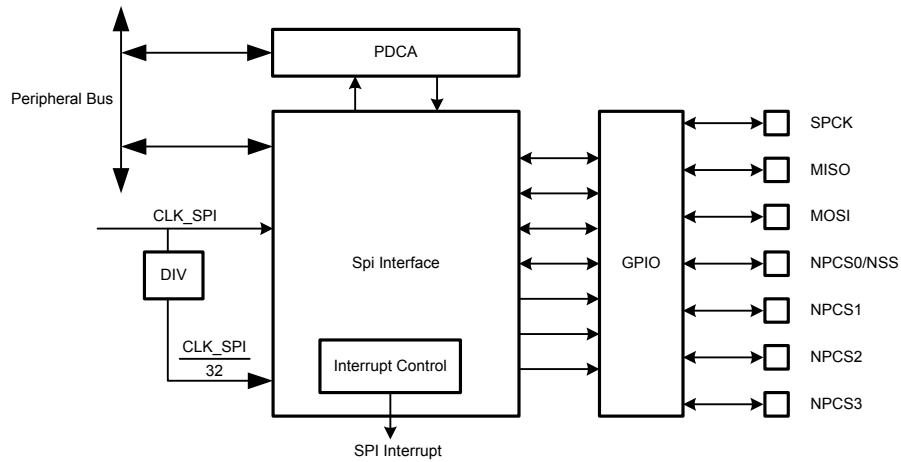 PDCA
Peripheral Bus
SPCK
MISO
CLK_SPI
MOSI
Spi Interface
GPIO
NPCS0/NSS
DIV
NPCS1
CLK_SPI
32
Interrupt Control
NPCS2
NPCS3
SPI Interrupt